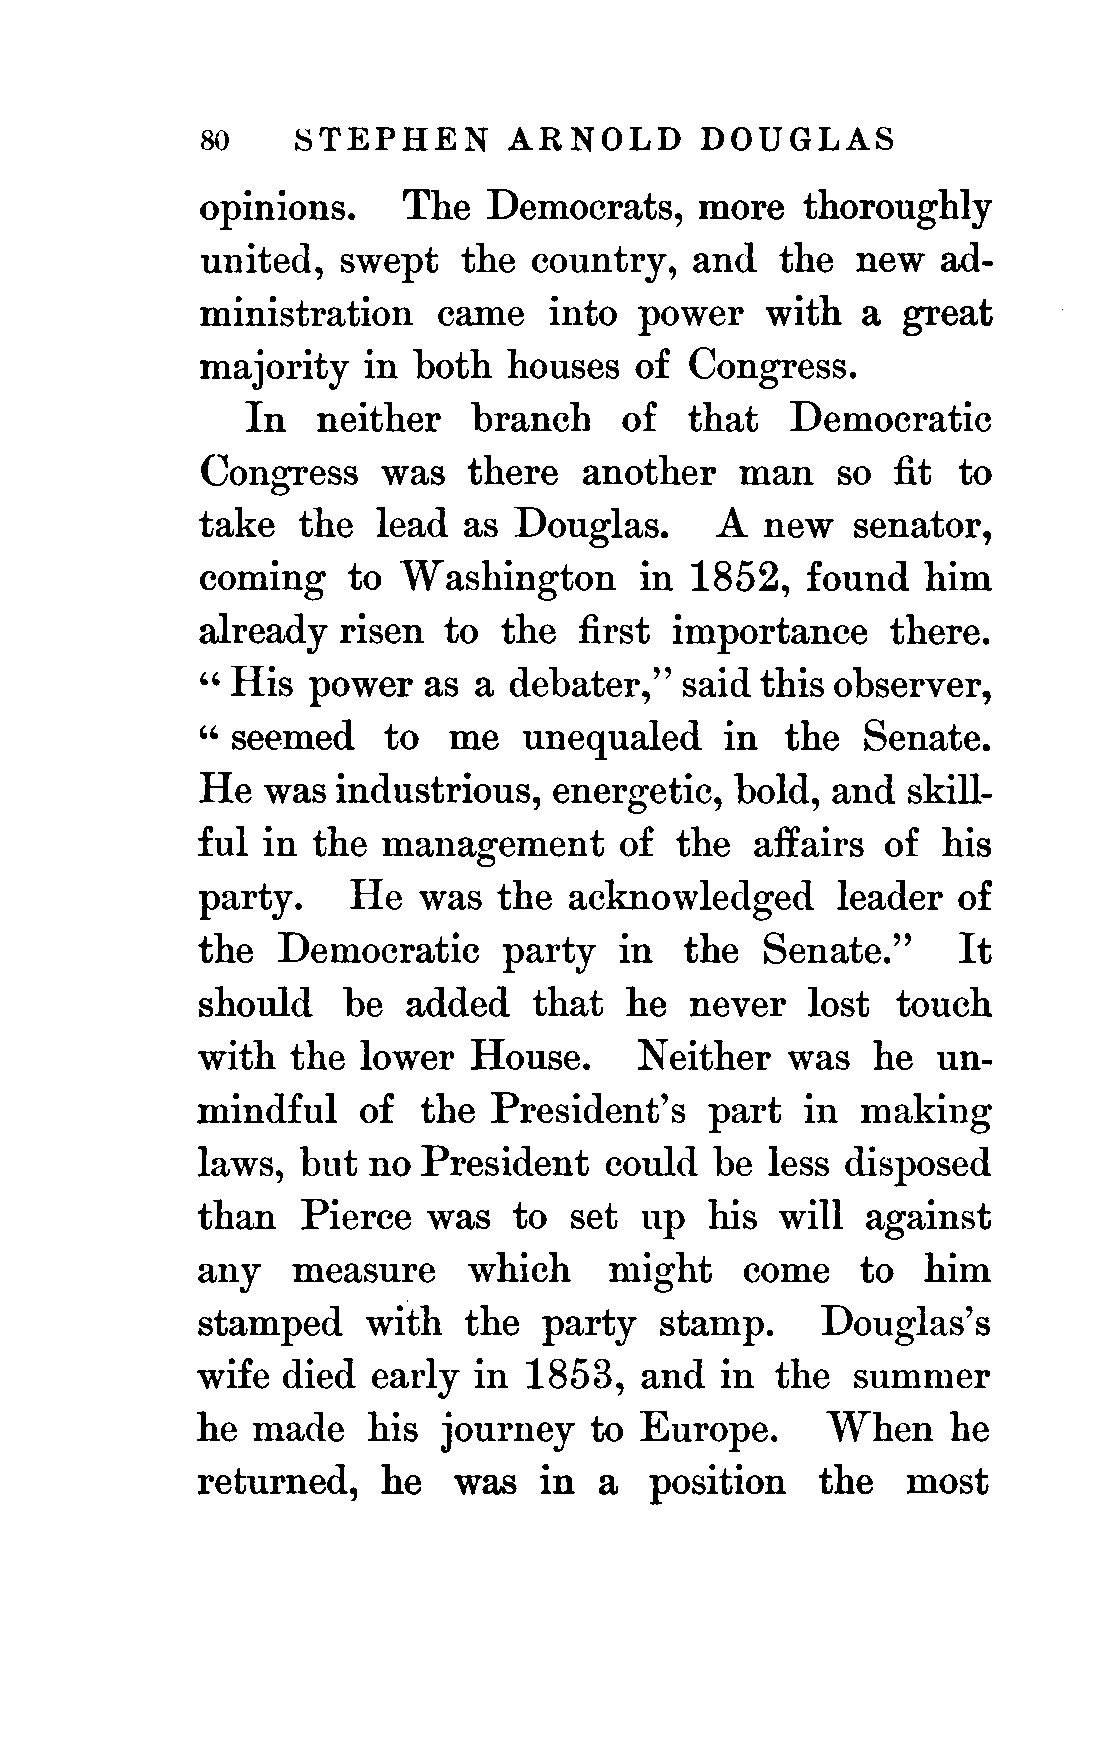 80 STEPHEN ARNOLD DOUGLAS
opinions. The Democrats, more thoroughly
united, swept the country, and the new ad-
ministration came into power with a great
majority in both houses of Congress.
In neither branch of that Democratic
Congress was there another man so fit to
take the lead as Douglas. A new senator,
coming to Washington in 1852, found him
already risen to the first importance there.
“ His power as a debater,” said this observer,
“ seemed to me unequaled in the Senate.
He was industrious, energetic, bold, and skill-
ful in the management of the affairs of his
party. He was the acknowledged leader of
the Democratic party in the Senate.” It
should be added that he never lost touch
with the lower House. Neither was he un-
mindful of the President’s part in making
laws, but no President could be less disposed
than Pierce was to set up his will against
any measure which might come to him
stamped with the party stamp. Douglas’s
wife died early in 1853, and in the summer
he made his journey to Europe. When he
returned, he was in a position the most